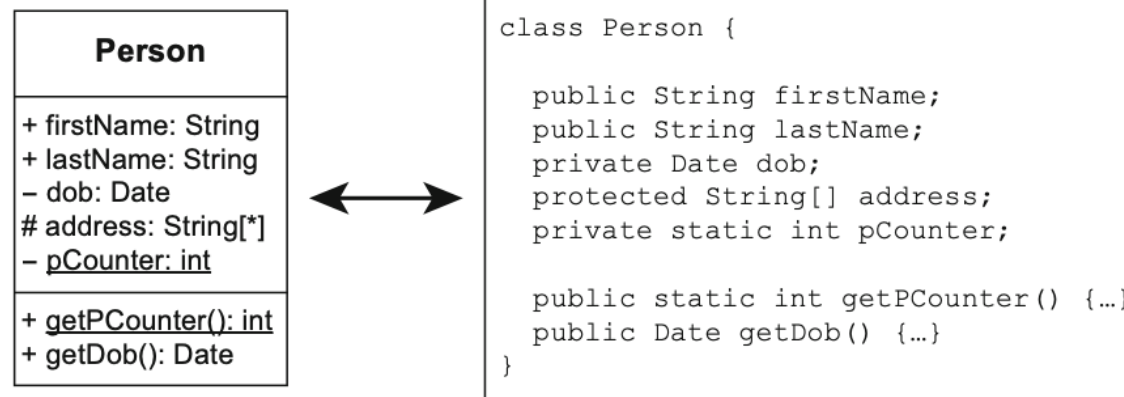 Person
+ firstName: String
+ lastName: String
– dob: Date
# address: String[*]
– pCounter: int
+ getPCounter(): int
+ getDob(): Date
class Person {
public String firstName;
public String lastName;
private Date dob;
protected String[] address;
private static int pCounter;
public static int getPCounter() {…}
public Date getDob() {…}
}